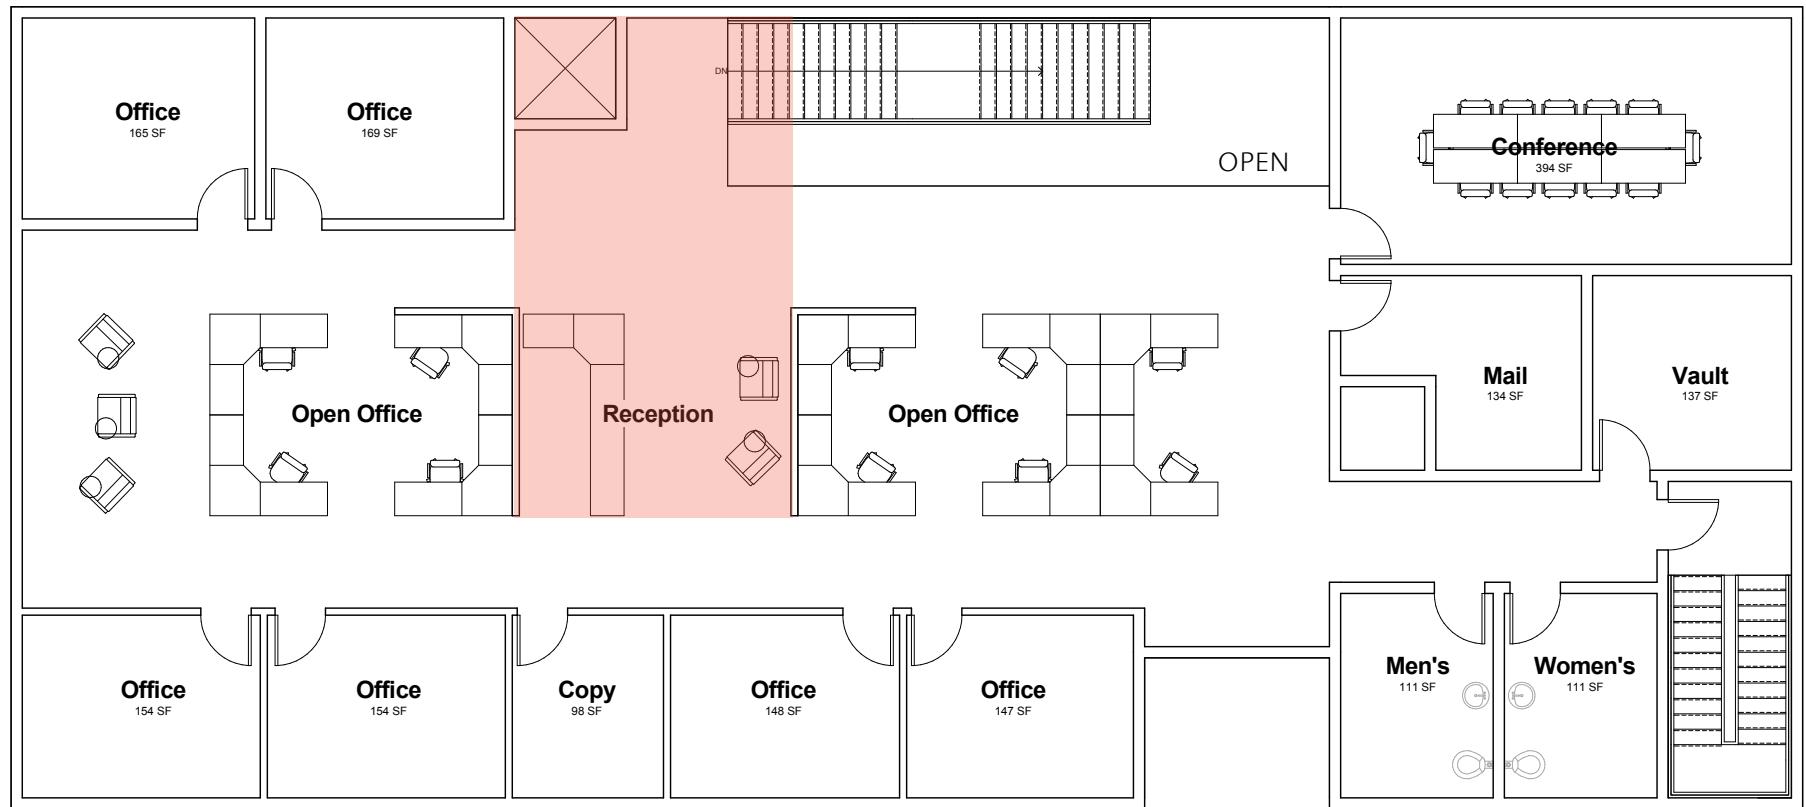 Office
165 SF
Office
169 SF
DN
OPEN
Conference
394 SF
Open Office
Reception
Open Office
Mail
134 SF
Vault
137 SF
Office
154 SF
Office
154 SF
Copy
98 SF
Office
148 SF
Office
147 SF
Men's
111 SF
Women's
111 SF